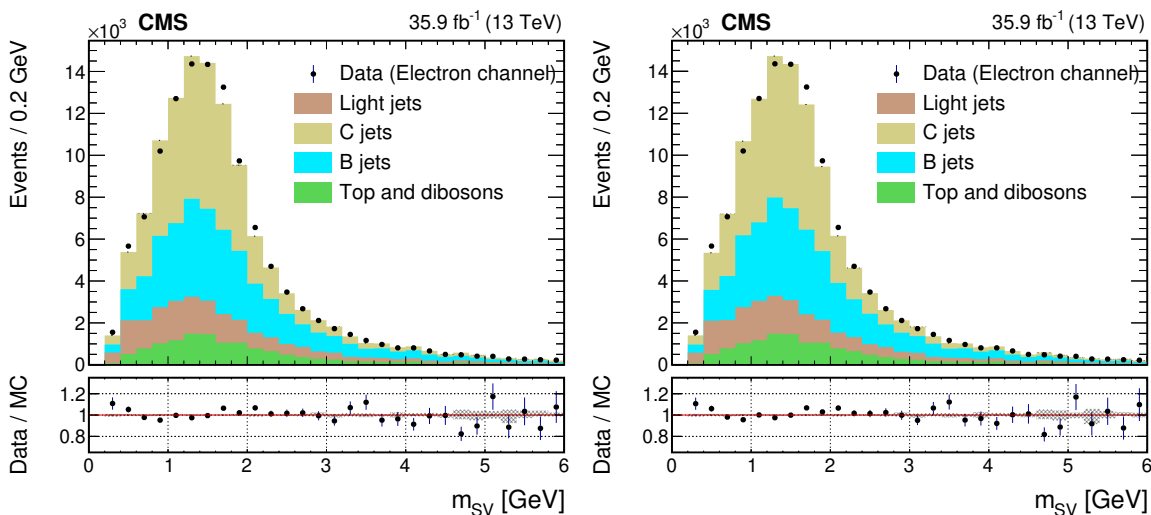 ×10³ CMS 35.9 fb⁻¹ (13 TeV)
Events / 0.2 GeV
14
12
10
8
6
4
2
0
Data (Electron channel)
Light jets
C jets
B jets
Top and dibosons
Data / MC
1.2
1
0.8
0 1 2 3 4 5 6
m_SV [GeV]
×10³ CMS 35.9 fb⁻¹ (13 TeV)
Events / 0.2 GeV
14
12
10
8
6
4
2
0
Data (Electron channel)
Light jets
C jets
B jets
Top and dibosons
Data / MC
1.2
1
0.8
0 1 2 3 4 5 6
m_SV [GeV]